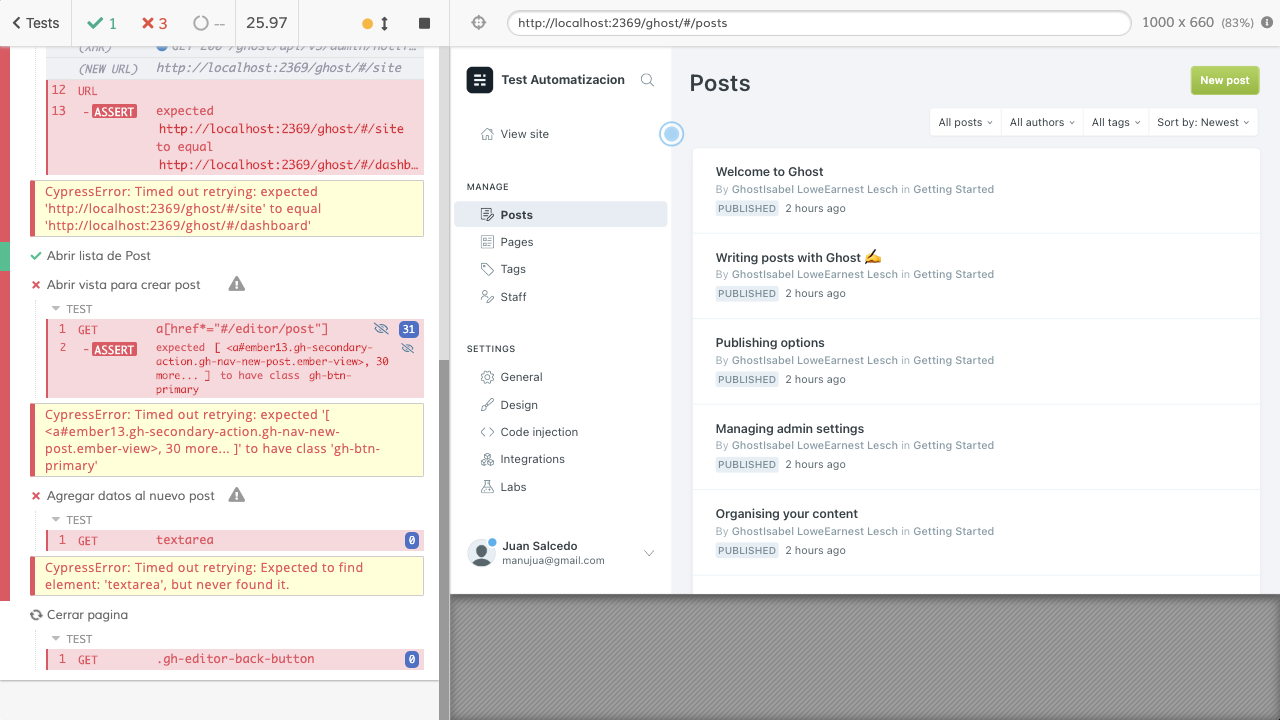 Tests
1
3
--
25.97
http://localhost:2369/ghost/#/posts
1000 x 660 (83%)
(XHR) GET 200 /ghost/api/v3/admin/notif…
(NEW URL) http://localhost:2369/ghost/#/site
12 URL
13 - ASSERT expected
http://localhost:2369/ghost/#/site
to equal
http://localhost:2369/ghost/#/dashb…
CypressError: Timed out retrying: expected
'http://localhost:2369/ghost/#/site' to equal
'http://localhost:2369/ghost/#/dashboard'
Abrir lista de Post
Abrir vista para crear post
TEST
1 GET a[href*="#/editor/post"] 31
2 - ASSERT expected [ <a#ember13.gh-secondary-
action.gh-nav-new-post.ember-view>, 30
more... ] to have class gh-btn-
primary
CypressError: Timed out retrying: expected '[
<a#ember13.gh-secondary-action.gh-nav-new-
post.ember-view>, 30 more... ]' to have class 'gh-btn-
primary'
Agregar datos al nuevo post
TEST
1 GET textarea 0
CypressError: Timed out retrying: Expected to find
element: 'textarea', but never found it.
Cerrar pagina
TEST
1 GET .gh-editor-back-button 0
Test Automatizacion
View site
MANAGE
Posts
Pages
Tags
Staff
SETTINGS
General
Design
Code injection
Integrations
Labs
Juan Salcedo
manujua@gmail.com
Posts
New post
All posts
All authors
All tags
Sort by: Newest
Welcome to Ghost
By GhostIsabel LoweEarnest Lesch in Getting Started
PUBLISHED 2 hours ago
Writing posts with Ghost ✍️
By GhostIsabel LoweEarnest Lesch in Getting Started
PUBLISHED 2 hours ago
Publishing options
By GhostIsabel LoweEarnest Lesch in Getting Started
PUBLISHED 2 hours ago
Managing admin settings
By GhostIsabel LoweEarnest Lesch in Getting Started
PUBLISHED 2 hours ago
Organising your content
By GhostIsabel LoweEarnest Lesch in Getting Started
PUBLISHED 2 hours ago